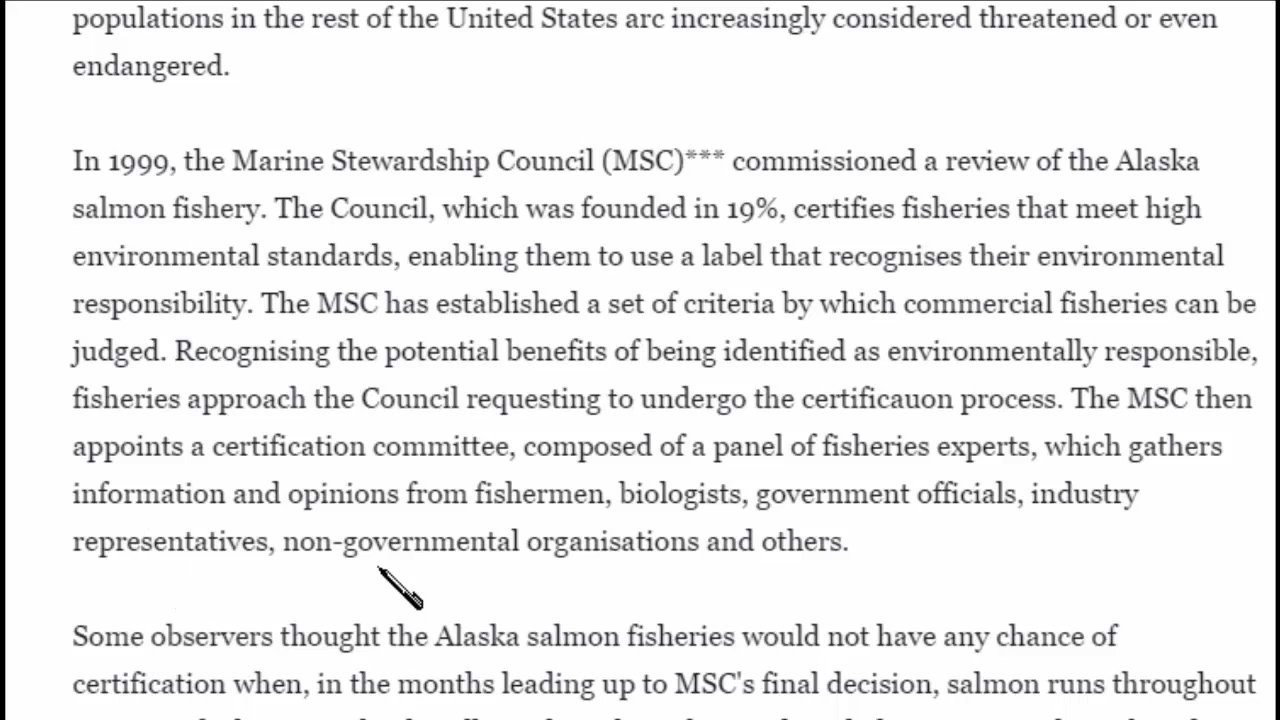 populations in the rest of the United States arc increasingly considered threatened or even
endangered.
In 1999, the Marine Stewardship Council (MSC)*** commissioned a review of the Alaska
salmon fishery. The Council, which was founded in 19%, certifies fisheries that meet high
environmental standards, enabling them to use a label that recognises their environmental
responsibility. The MSC has established a set of criteria by which commercial fisheries can be
judged. Recognising the potential benefits of being identified as environmentally responsible,
fisheries approach the Council requesting to undergo the certificauon process. The MSC then
appoints a certification committee, composed of a panel of fisheries experts, which gathers
information and opinions from fishermen, biologists, government officials, industry
representatives, non-governmental organisations and others.
Some observers thought the Alaska salmon fisheries would not have any chance of
certification when, in the months leading up to MSC's final decision, salmon runs throughout